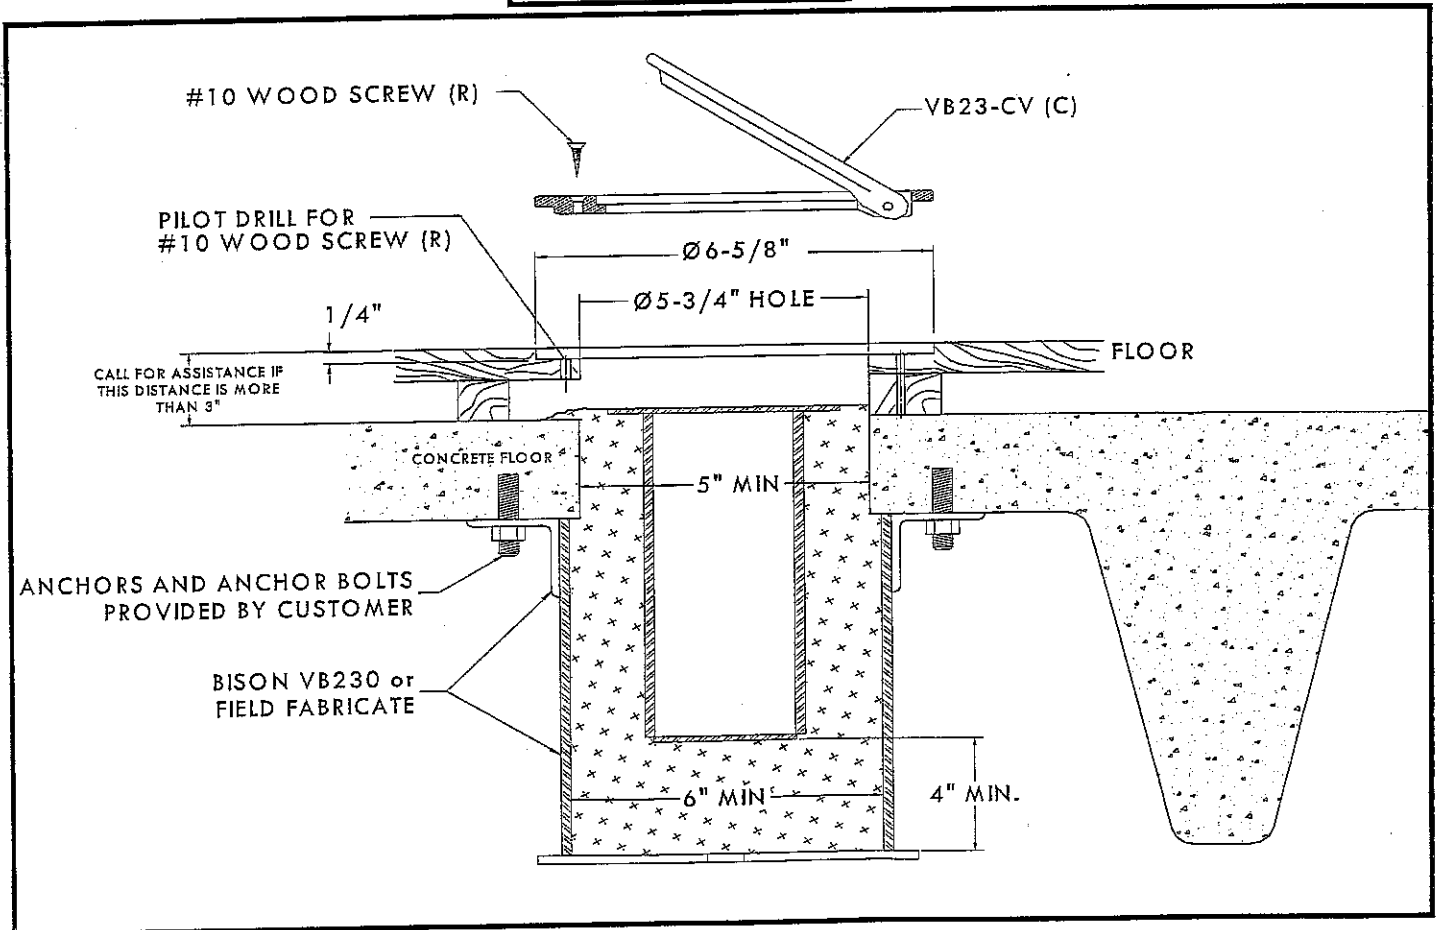 #10 WOOD SCREW (R)
VB23-CV (C)
PILOT DRILL FOR
#10 WOOD SCREW (R)
Ø6-5/8"
Ø5-3/4" HOLE
1/4"
FLOOR
CALL FOR ASSISTANCE IF
THIS DISTANCE IS MORE
THAN 3"
CONCRETE FLOOR
5" MIN
ANCHORS AND ANCHOR BOLTS
PROVIDED BY CUSTOMER
BISON VB230 or
FIELD FABRICATE
6" MIN
4" MIN.